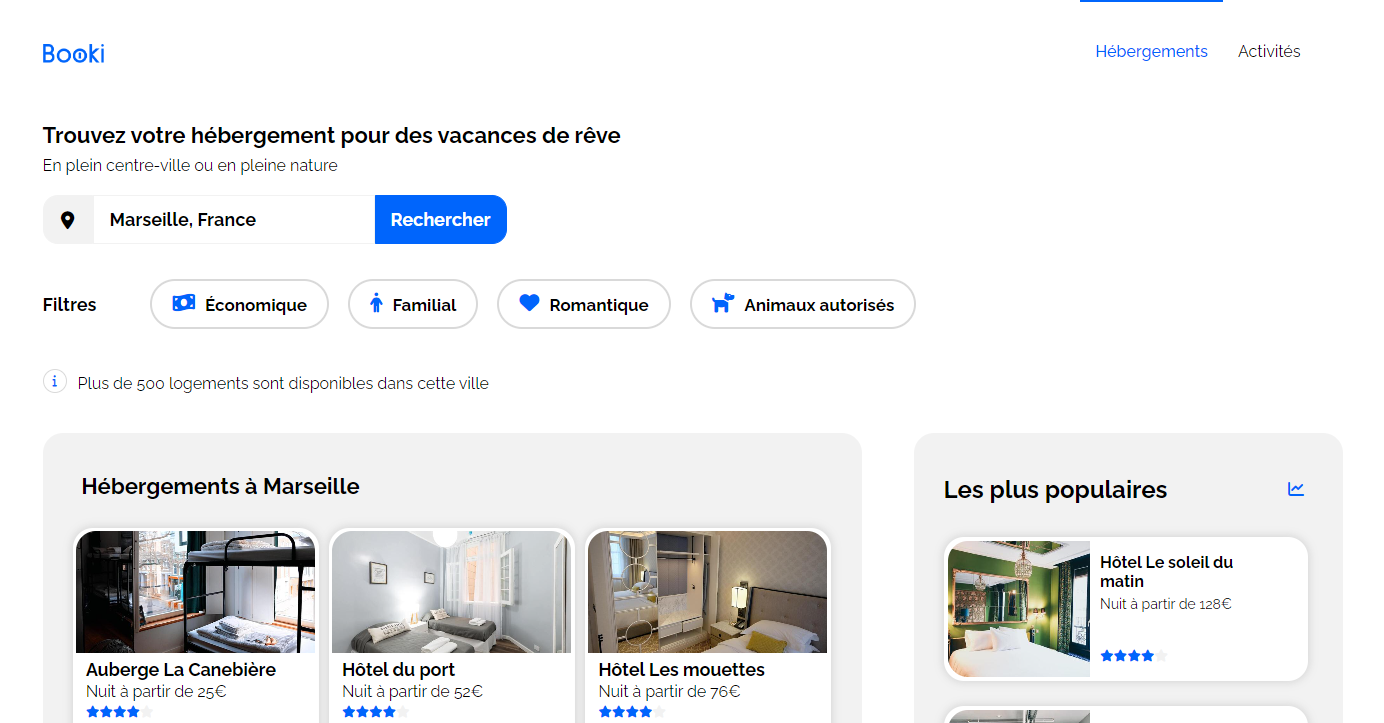 Booki
Hébergements
Activités
Trouvez votre hébergement pour des vacances de rêve
En plein centre-ville ou en pleine nature
Marseille, France
Rechercher
Filtres
Économique
Familial
Romantique
Animaux autorisés
Plus de 500 logements sont disponibles dans cette ville
Hébergements à Marseille
Auberge La Canebière
Nuit à partir de 25€
Hôtel du port
Nuit à partir de 52€
Hôtel Les mouettes
Nuit à partir de 76€
Les plus populaires
Hôtel Le soleil du
matin
Nuit à partir de 128€